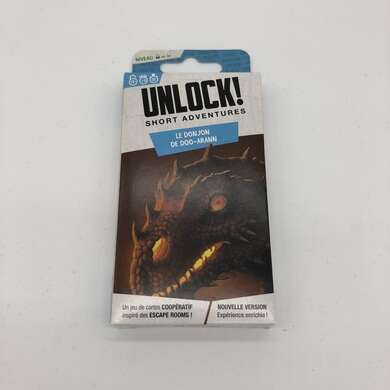 NIVEAU
UNLOCK!
SHORT ADVENTURES
LE DONJON
DE DOO-ARANN
Un jeu de cartes COOPÉRATIF
inspiré des ESCAPE ROOMS !
NOUVELLE VERSION
Expérience enrichie !